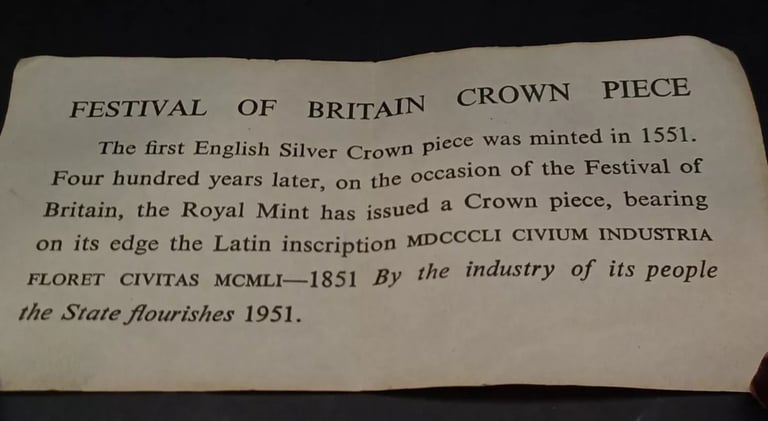 FESTIVAL OF BRITAIN CROWN PIECE
The first English Silver Crown piece was minted in 1551.
Four hundred years later, on the occasion of the Festival of
Britain, the Royal Mint has issued a Crown piece, bearing
on its edge the Latin inscription MDCCCLI CIVIUM INDUSTRIA
FLORET CIVITAS MCMLI—1851 By the industry of its people
the State flourishes 1951.